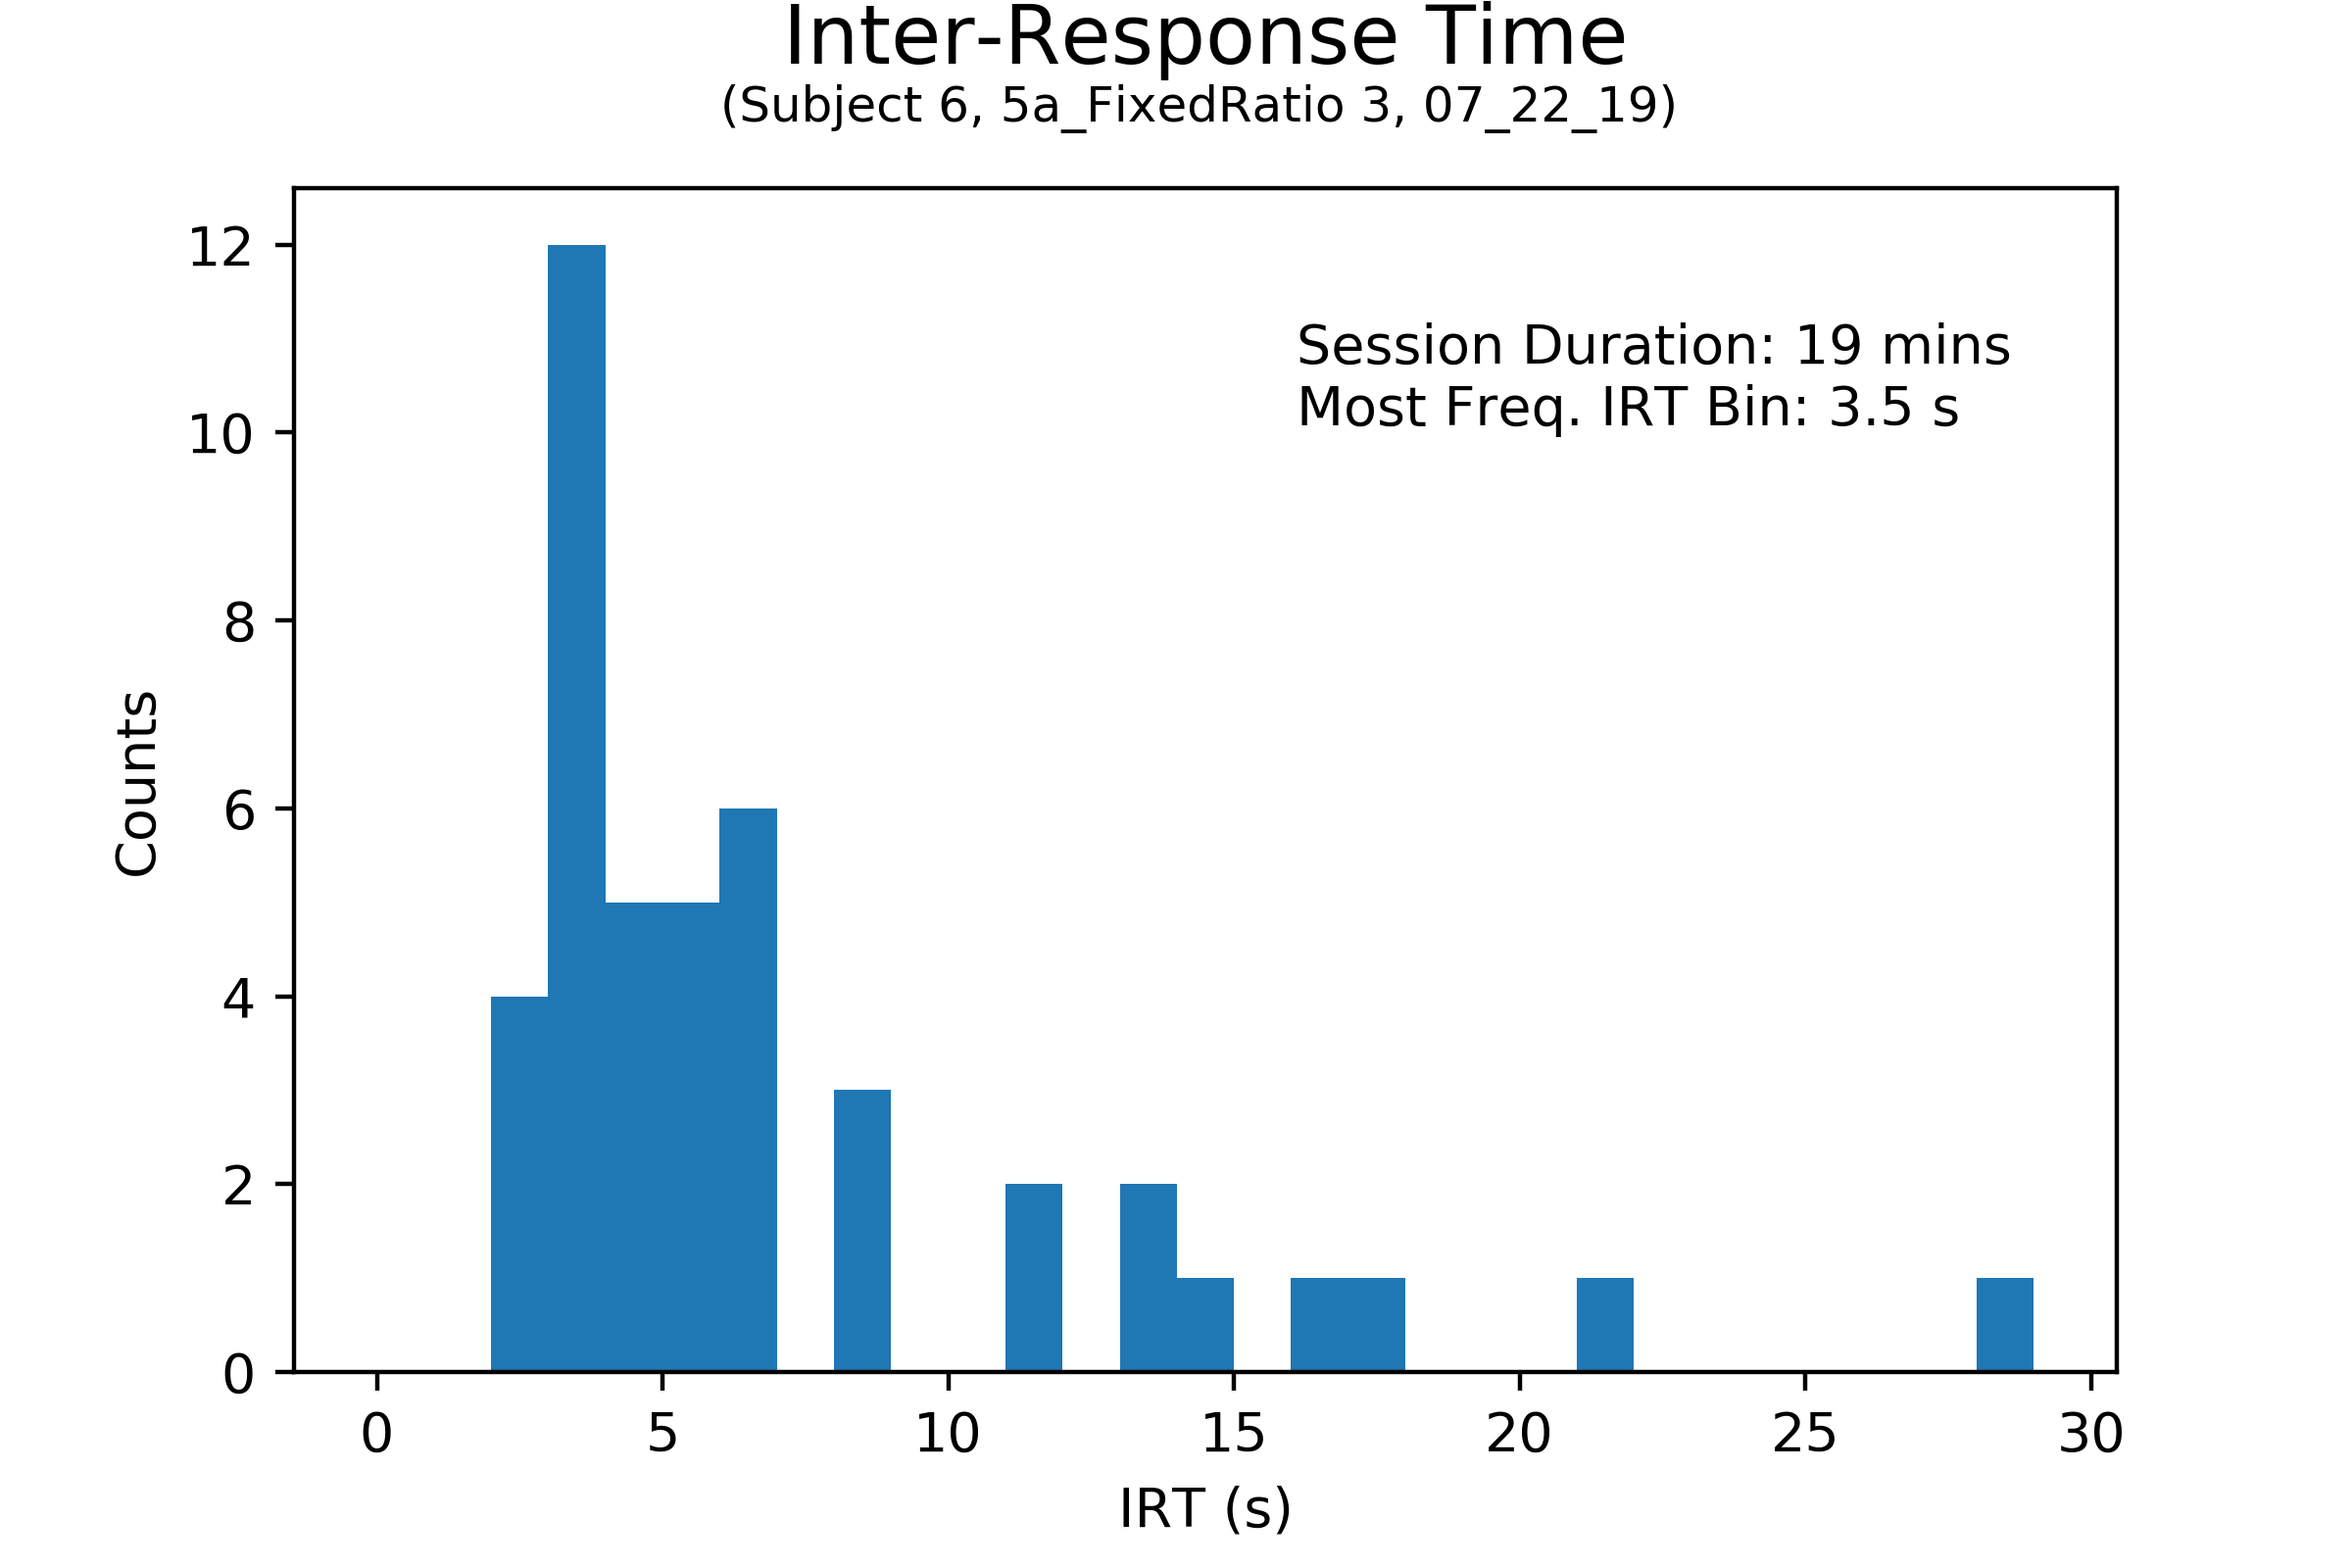 Inter-Response Time
(Subject 6, 5a_FixedRatio 3, 07_22_19)
12
10
8
6
4
2
0
Counts
Session Duration: 19 mins
Most Freq. IRT Bin: 3.5 s
0 5 10 15 20 25 30
IRT (s)